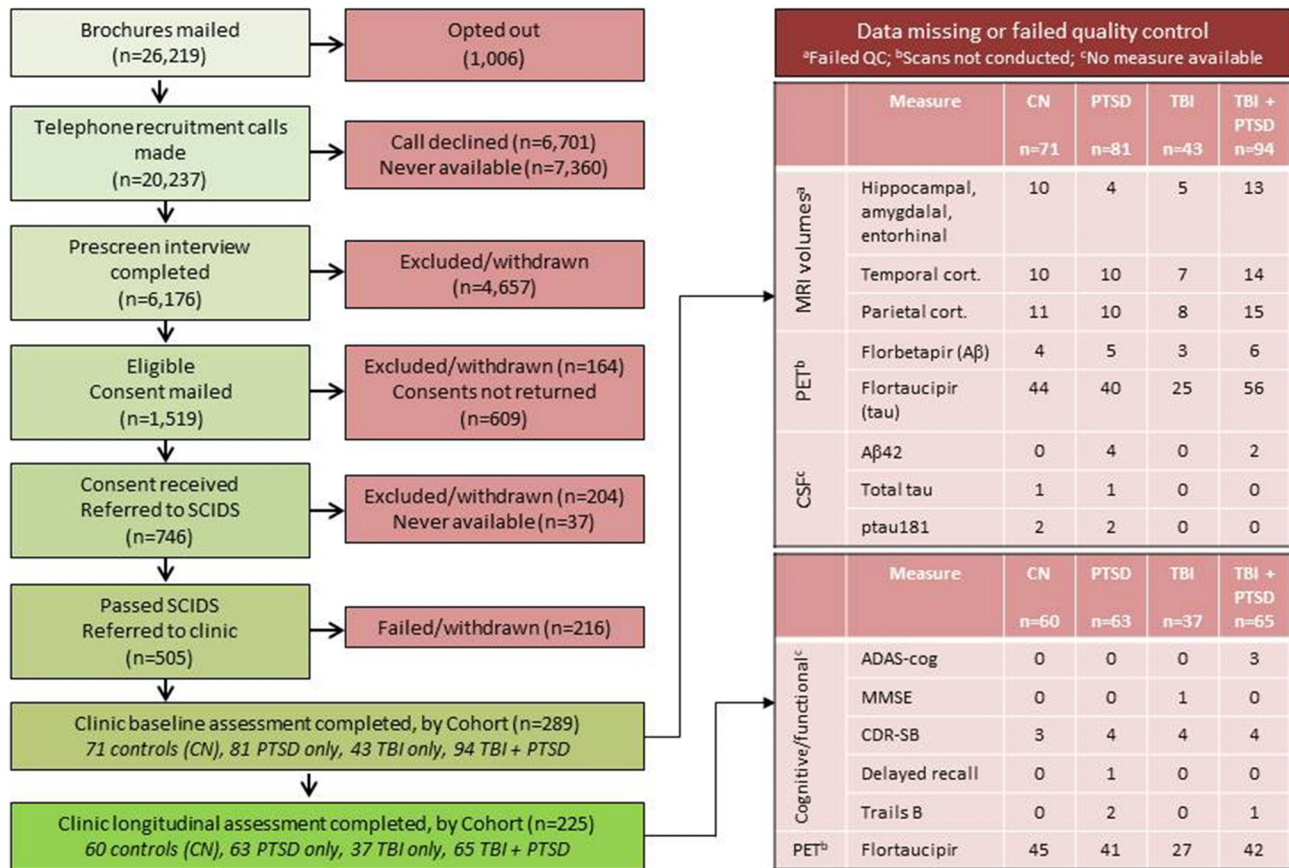 Brochures mailed
(n=26,219)
Opted out
(1,006)
Telephone recruitment calls
made
(n=20,237)
Call declined (n=6,701)
Never available (n=7,360)
Prescreen interview
completed
(n=6,176)
Excluded/withdrawn
(n=4,657)
Eligible
Consent mailed
(n=1,519)
Excluded/withdrawn (n=164)
Consents not returned
(n=609)
Consent received
Referred to SCIDS
(n=746)
Excluded/withdrawn (n=204)
Never available (n=37)
Passed SCIDS
Referred to clinic
(n=505)
Failed/withdrawn (n=216)
Clinic baseline assessment completed, by Cohort (n=289)
71 controls (CN), 81 PTSD only, 43 TBI only, 94 TBI + PTSD
Clinic longitudinal assessment completed, by Cohort (n=225)
60 controls (CN), 63 PTSD only, 37 TBI only, 65 TBI + PTSD
Data missing or failed quality control
ᵃFailed QC; ᵇScans not conducted; ᶜNo measure available
Measure CN PTSD TBI TBI +
PTSD
n=71 n=81 n=43 n=94
MRI volumesᵃ
Hippocampal, 10 4 5 13
amygdalal,
entorhinal
Temporal cort. 10 10 7 14
Parietal cort. 11 10 8 15
PETᵇ
Florbetapir (Aβ) 4 5 3 6
Flortaucipir 44 40 25 56
(tau)
CSFᶜ
Aβ42 0 4 0 2
Total tau 1 1 0 0
ptau181 2 2 0 0
Measure CN PTSD TBI TBI +
PTSD
n=60 n=63 n=37 n=65
Cognitive/functionalᶜ
ADAS-cog 0 0 0 3
MMSE 0 0 1 0
CDR-SB 3 4 4 4
Delayed recall 0 1 0 0
Trails B 0 2 0 1
PETᵇ Flortaucipir 45 41 27 42